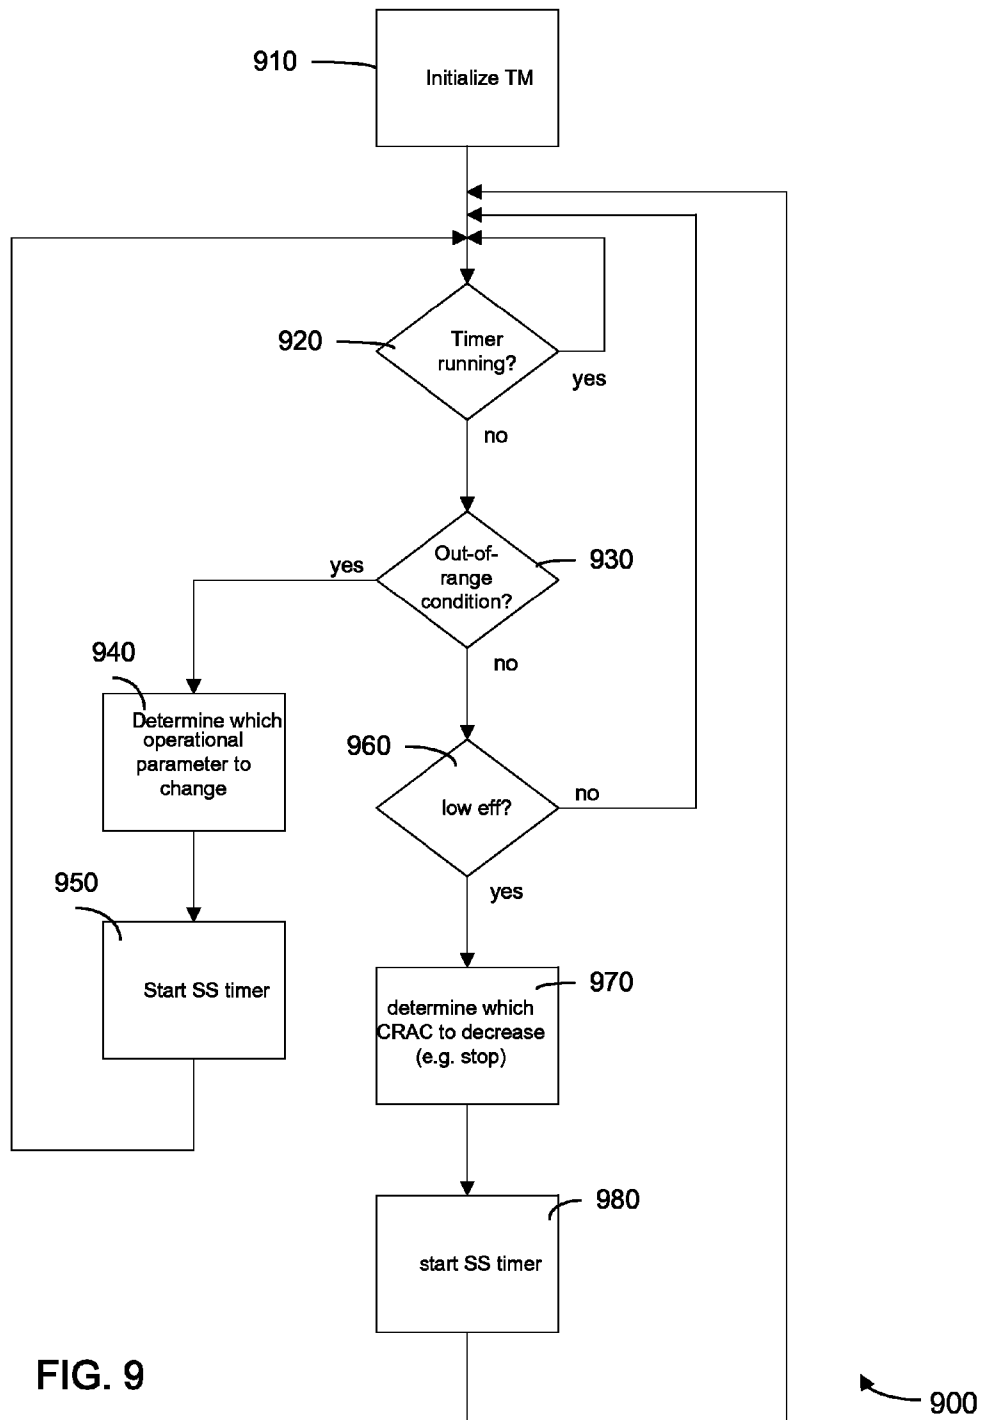 910
Initialize TM
920
Timer
running?
yes
no
Out-of-
range
condition?
930
yes
no
940
Determine which
operational
parameter to
change
960
low eff?
no
yes
950
Start SS timer
970
determine which
CRAC to decrease
(e.g. stop)
980
start SS timer
FIG. 9
900